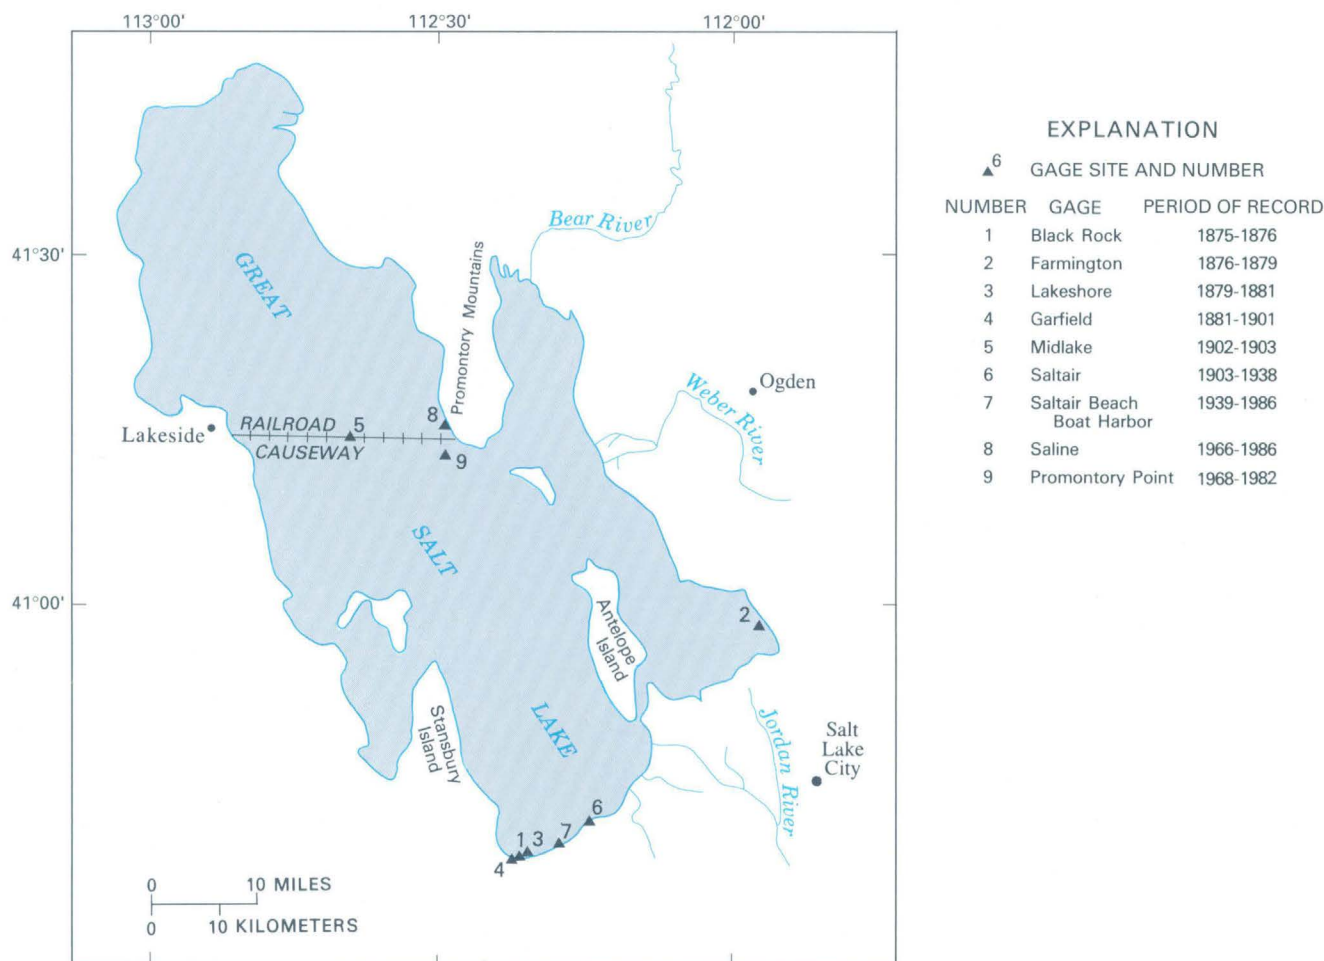 113°00' 112°30' 112°00'
41°30'
41°00'
Bear River
GREAT
Promontory Mountains
Weber River
Ogden
Lakeside
RAILROAD 5
CAUSEWAY
8
9
SALT
Antelope
Island
2
LAKE
Stansbury
Island
Jordan River
Salt
Lake
City
6
7
1 3
4
0 10 MILES
0 10 KILOMETERS
EXPLANATION
6 GAGE SITE AND NUMBER
NUMBER GAGE PERIOD OF RECORD
1 Black Rock 1875-1876
2 Farmington 1876-1879
3 Lakeshore 1879-1881
4 Garfield 1881-1901
5 Midlake 1902-1903
6 Saltair 1903-1938
7 Saltair Beach 1939-1986
Boat Harbor
8 Saline 1966-1986
9 Promontory Point 1968-1982